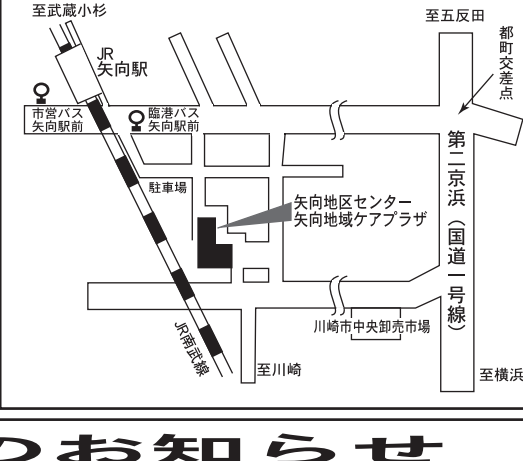 至武蔵小杉
至五反田
都町交差点
JR
矢向駅
市営バス
矢向駅前
臨港バス
矢向駅前
第二京浜（国道一号線）
駐車場
矢向地区センター
矢向地域ケアプラザ
JR南武線
川崎市中央卸売市場
至川崎
至横浜
のお知らせ